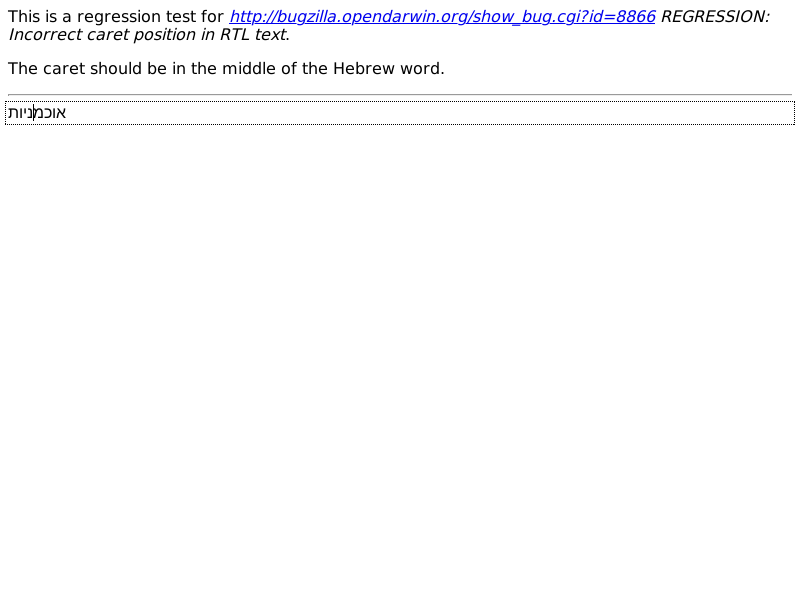 This is a regression test for http://bugzilla.opendarwin.org/show_bug.cgi?id=8866 REGRESSION:
Incorrect caret position in RTL text.
The caret should be in the middle of the Hebrew word.
אוכמניות